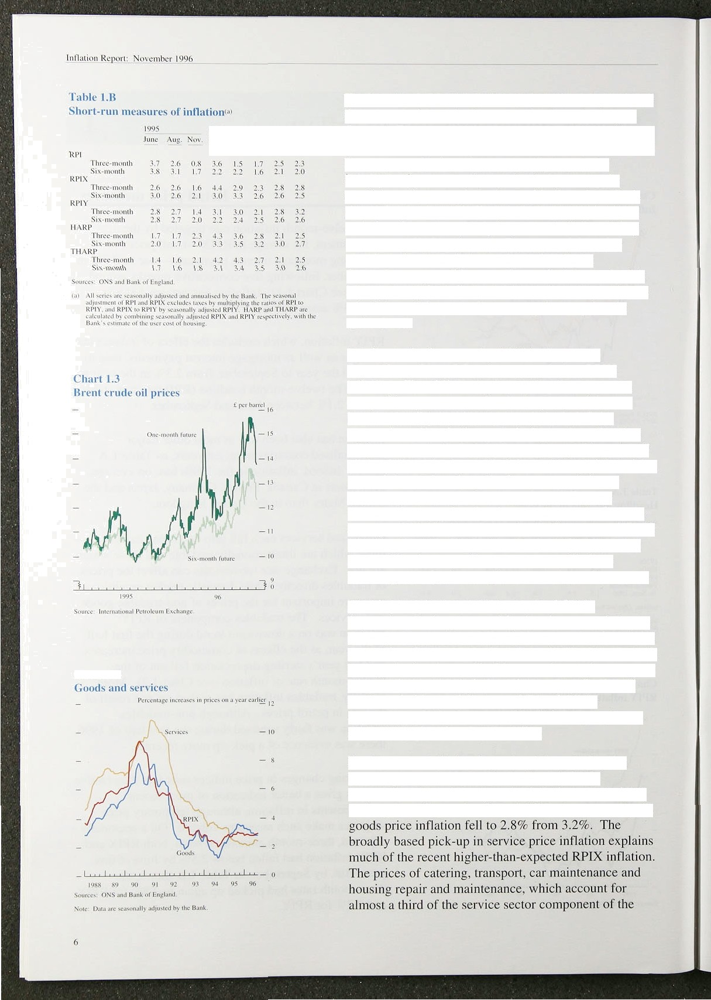 Inflation Report: November 1996
Table 1.B
Short-run measures of inflation(a)
1995
June Aug. Nov.
RPI
Three-month 3.7 2.6 0.8 3.6 1.5 1.7 2.5 2.3
Six-month 3.8 3.1 1.7 2.2 2.2 1.6 2.1 2.0
RPIX
Three-month 2.6 2.6 1.6 4.4 2.9 2.3 2.8 2.8
Six-month 3.0 2.6 2.1 3.0 3.3 2.6 2.6 2.5
RPIY
Three-month 2.8 2.7 1.4 3.1 3.0 2.1 2.8 3.2
Six-month 2.8 2.7 2.0 2.2 2.4 2.5 2.6 2.6
HARP
Three-month 1.7 1.7 2.3 4.3 3.6 2.8 2.1 2.5
Six-month 2.0 1.7 2.0 3.3 3.5 3.2 3.0 2.7
THARP
Three-month 1.4 1.6 2.1 4.2 4.3 2.7 2.1 2.5
Six-month 1.7 1.6 1.8 3.1 3.4 3.5 3.0 2.6
Sources: ONS and Bank of England.
(a) All series are seasonally adjusted and annualised by the Bank. The seasonal
adjustment of RPI and RPIX excludes taxes by multiplying the ratios of RPI to
RPIY, and RPIX to RPIY by seasonally adjusted RPIY. HARP and THARP are
calculated by combining seasonally adjusted RPIX and RPIY respectively, with the
Bank's estimate of the user cost of housing.
Chart 1.3
Brent crude oil prices
£ per barrel
16
One-month future
15
14
13
12
11
10
Six-month future
9
0
1995 96
Source: International Petroleum Exchange.
Goods and services
Percentage increases in prices on a year earlier
12
Services
10
8
6
RPIX
4
2
Goods
0
1988 89 90 91 92 93 94 95 96
Sources: ONS and Bank of England.
Note: Data are seasonally adjusted by the Bank.
goods price inflation fell to 2.8% from 3.2%. The
broadly based pick-up in service price inflation explains
much of the recent higher-than-expected RPIX inflation.
The prices of catering, transport, car maintenance and
housing repair and maintenance, which account for
almost a third of the service sector component of the
6